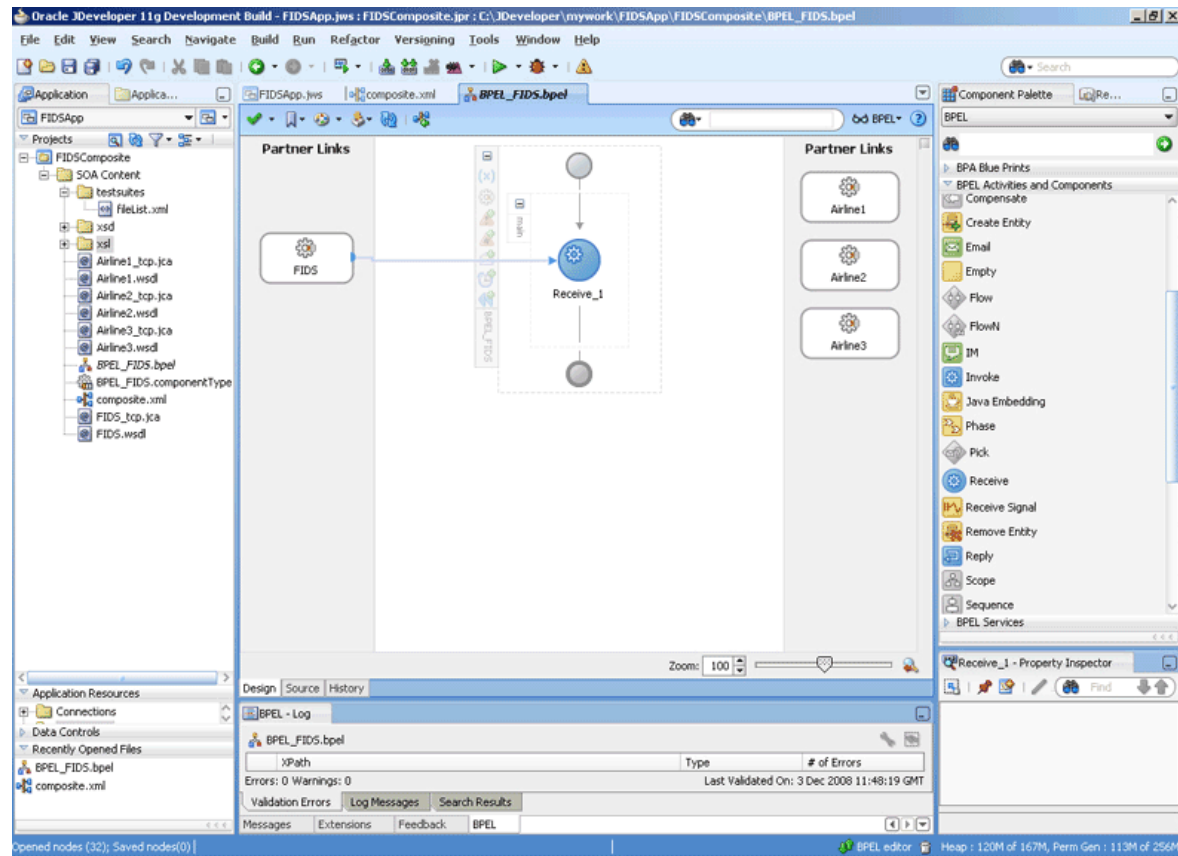 Oracle JDeveloper 11g Development Build - FIDSApp.jws : FIDSComposite.jpr : C:\JDeveloper\mywork\FIDSApp\FIDSComposite\BPEL_FIDS.bpel
File Edit View Search Navigate Build Run Refactor Versioning Tools Window Help
Search
Application
Applica...
FIDSApp
Projects
FIDSComposite
SOA Content
testsuites
fileList.xml
xsd
xsl
Airline1_tcp.jca
Airline1.wsdl
Airline2_tcp.jca
Airline2.wsdl
Airline3_tcp.jca
Airline3.wsdl
BPEL_FIDS.bpel
BPEL_FIDS.componentType
composite.xml
FIDS_tcp.jca
FIDS.wsdl
Application Resources
Connections
Data Controls
Recently Opened Files
BPEL_FIDS.bpel
composite.xml
FIDSApp.jws
composite.xml
BPEL_FIDS.bpel
BPEL
Partner Links
FIDS
(x)
main
BPEL_FIDS
Receive_1
Partner Links
Airline1
Airline2
Airline3
Zoom: 100
Design Source History
BPEL - Log
BPEL_FIDS.bpel
XPath Type # of Errors
Errors: 0 Warnings: 0 Last Validated On: 3 Dec 2008 11:48:19 GMT
Validation Errors Log Messages Search Results
Messages Extensions Feedback BPEL
Component Palette
Re...
BPEL
BPA Blue Prints
BPEL Activities and Components
Compensate
Create Entity
Email
Empty
Flow
FlowN
IM
Invoke
Java Embedding
Phase
Pick
Receive
Receive Signal
Remove Entity
Reply
Scope
Sequence
BPEL Services
Receive_1 - Property Inspector
Find
Opened nodes (32); Saved nodes(0)
BPEL editor
Heap : 120M of 167M, Perm Gen : 113M of 256M